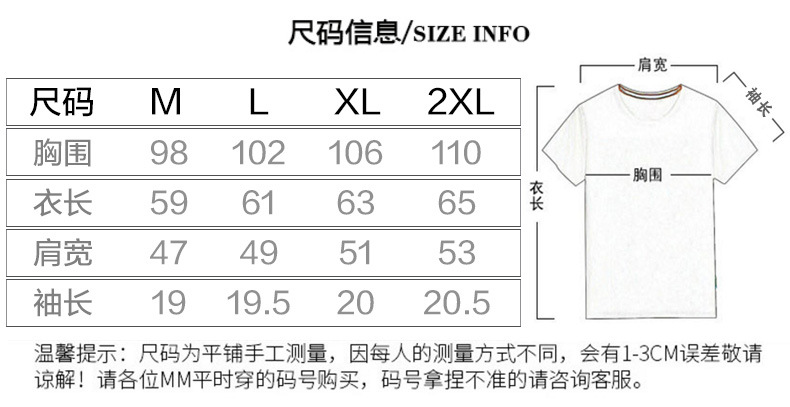 尺码信息/SIZE INFO
尺码 M L XL 2XL
胸围 98 102 106 110
衣长 59 61 63 65
肩宽 47 49 51 53
袖长 19 19.5 20 20.5
肩宽
袖长
胸围
衣长
温馨提示：尺码为平铺手工测量，因每人的测量方式不同，会有1-3CM误差敬请
谅解！请各位MM平时穿的码号购买，码号拿捏不准的请咨询客服。